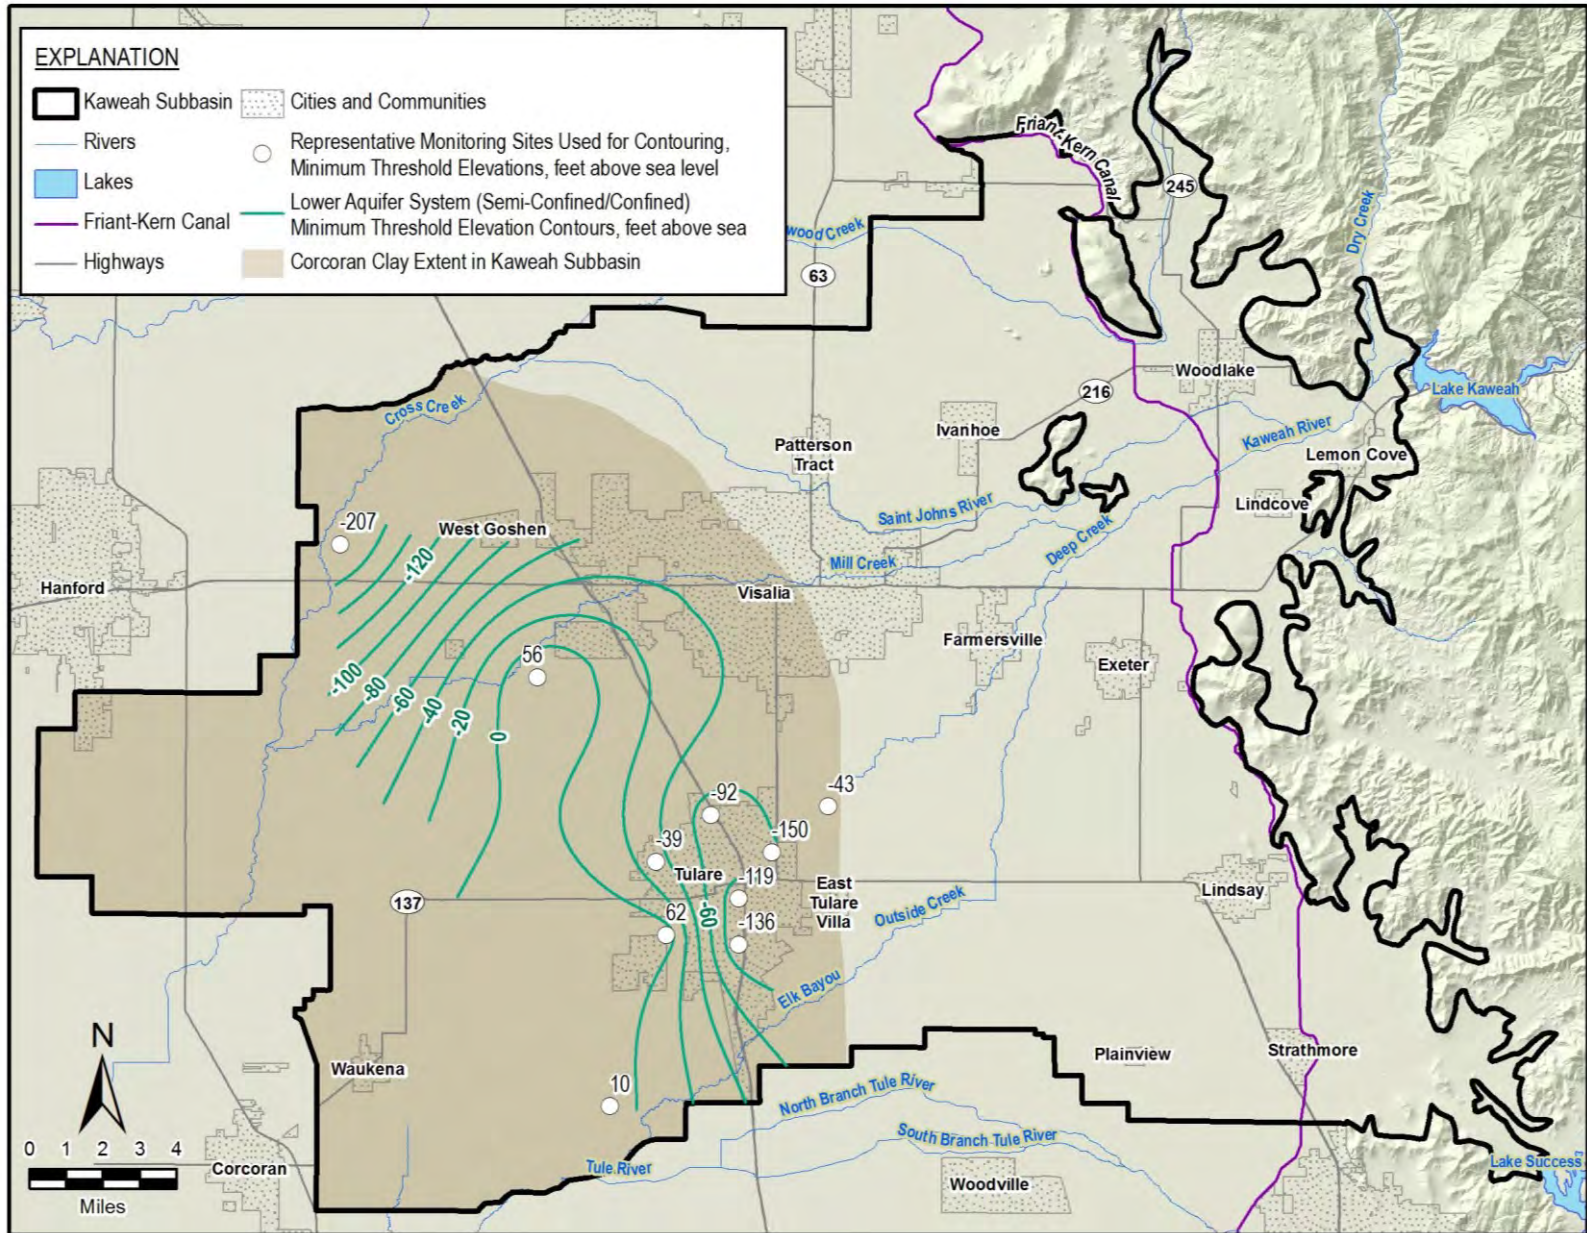 EXPLANATION
Kaweah Subbasin
Rivers
Lakes
Friant-Kern Canal
Highways
Cities and Communities
Representative Monitoring Sites Used for Contouring,
Minimum Threshold Elevations, feet above sea level
Lower Aquifer System (Semi-Confined/Confined)
Minimum Threshold Elevation Contours, feet above sea
Corcoran Clay Extent in Kaweah Subbasin
Friant-Kern Canal
245
Dry Creek
wood Creek
63
Woodlake
Lake Kaweah
216
Cross Creek
Ivanhoe
Kaweah River
Patterson
Tract
Lemon Cove
Lindcove
Saint Johns River
-207
West Goshen
Deep Creek
-120
Mill Creek
Hanford
Visalia
Farmersville
Exeter
56
-100
-80
-60
-40
-20
0
-92
-43
-150
-39
Tulare
-119
East
Tulare
Villa
Lindsay
137
Outside Creek
62
-60
-136
Elk Bayou
N
Waukena
Plainview
Strathmore
10
North Branch Tule River
South Branch Tule River
0 1 2 3 4
Miles
Corcoran
Tule River
Woodville
Lake Success